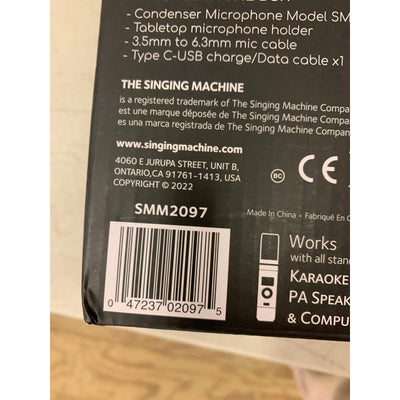 - Condenser Microphone Model SM
- Tabletop microphone holder
- 3.5mm to 6.3mm mic cable
- Type C-USB charge/Data cable x1
THE SINGING MACHINE
is a registered trademark of The Singing Machine Compa
est une marque déposée de The Singing Machine Compa
es una marca registrada de The Singing Machine Compan
www.singingmachine.com
4060 E JURUPA STREET, UNIT B,
ONTARIO,CA 91761-1413, USA
COPYRIGHT © 2022
BC CE
SMM2097
Made In China • Fabriqué En C
0 47237 02097 5
Works
with all stand
KARAOKE
PA SPEAK
& COMPU